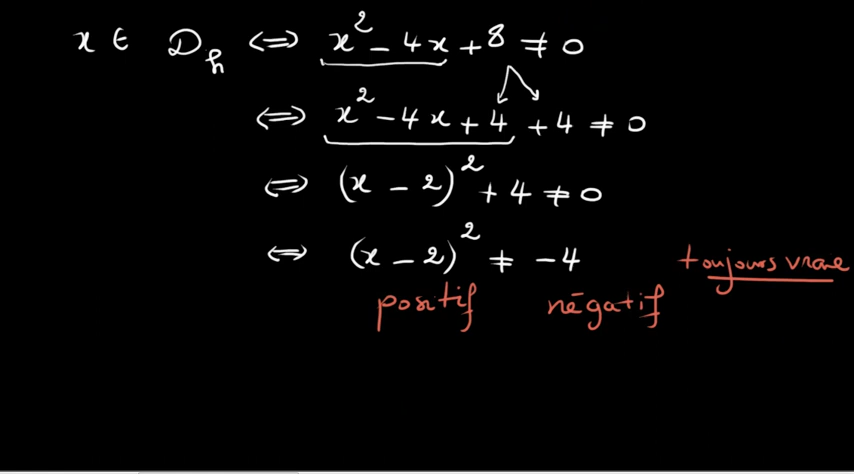 x ∈ D_h ⟺ x² - 4x + 8 ≠ 0
⟺ x² - 4x + 4 + 4 ≠ 0
⟺ (x - 2)² + 4 ≠ 0
⟺ (x - 2)² ≠ -4 toujours vraie
positif négatif